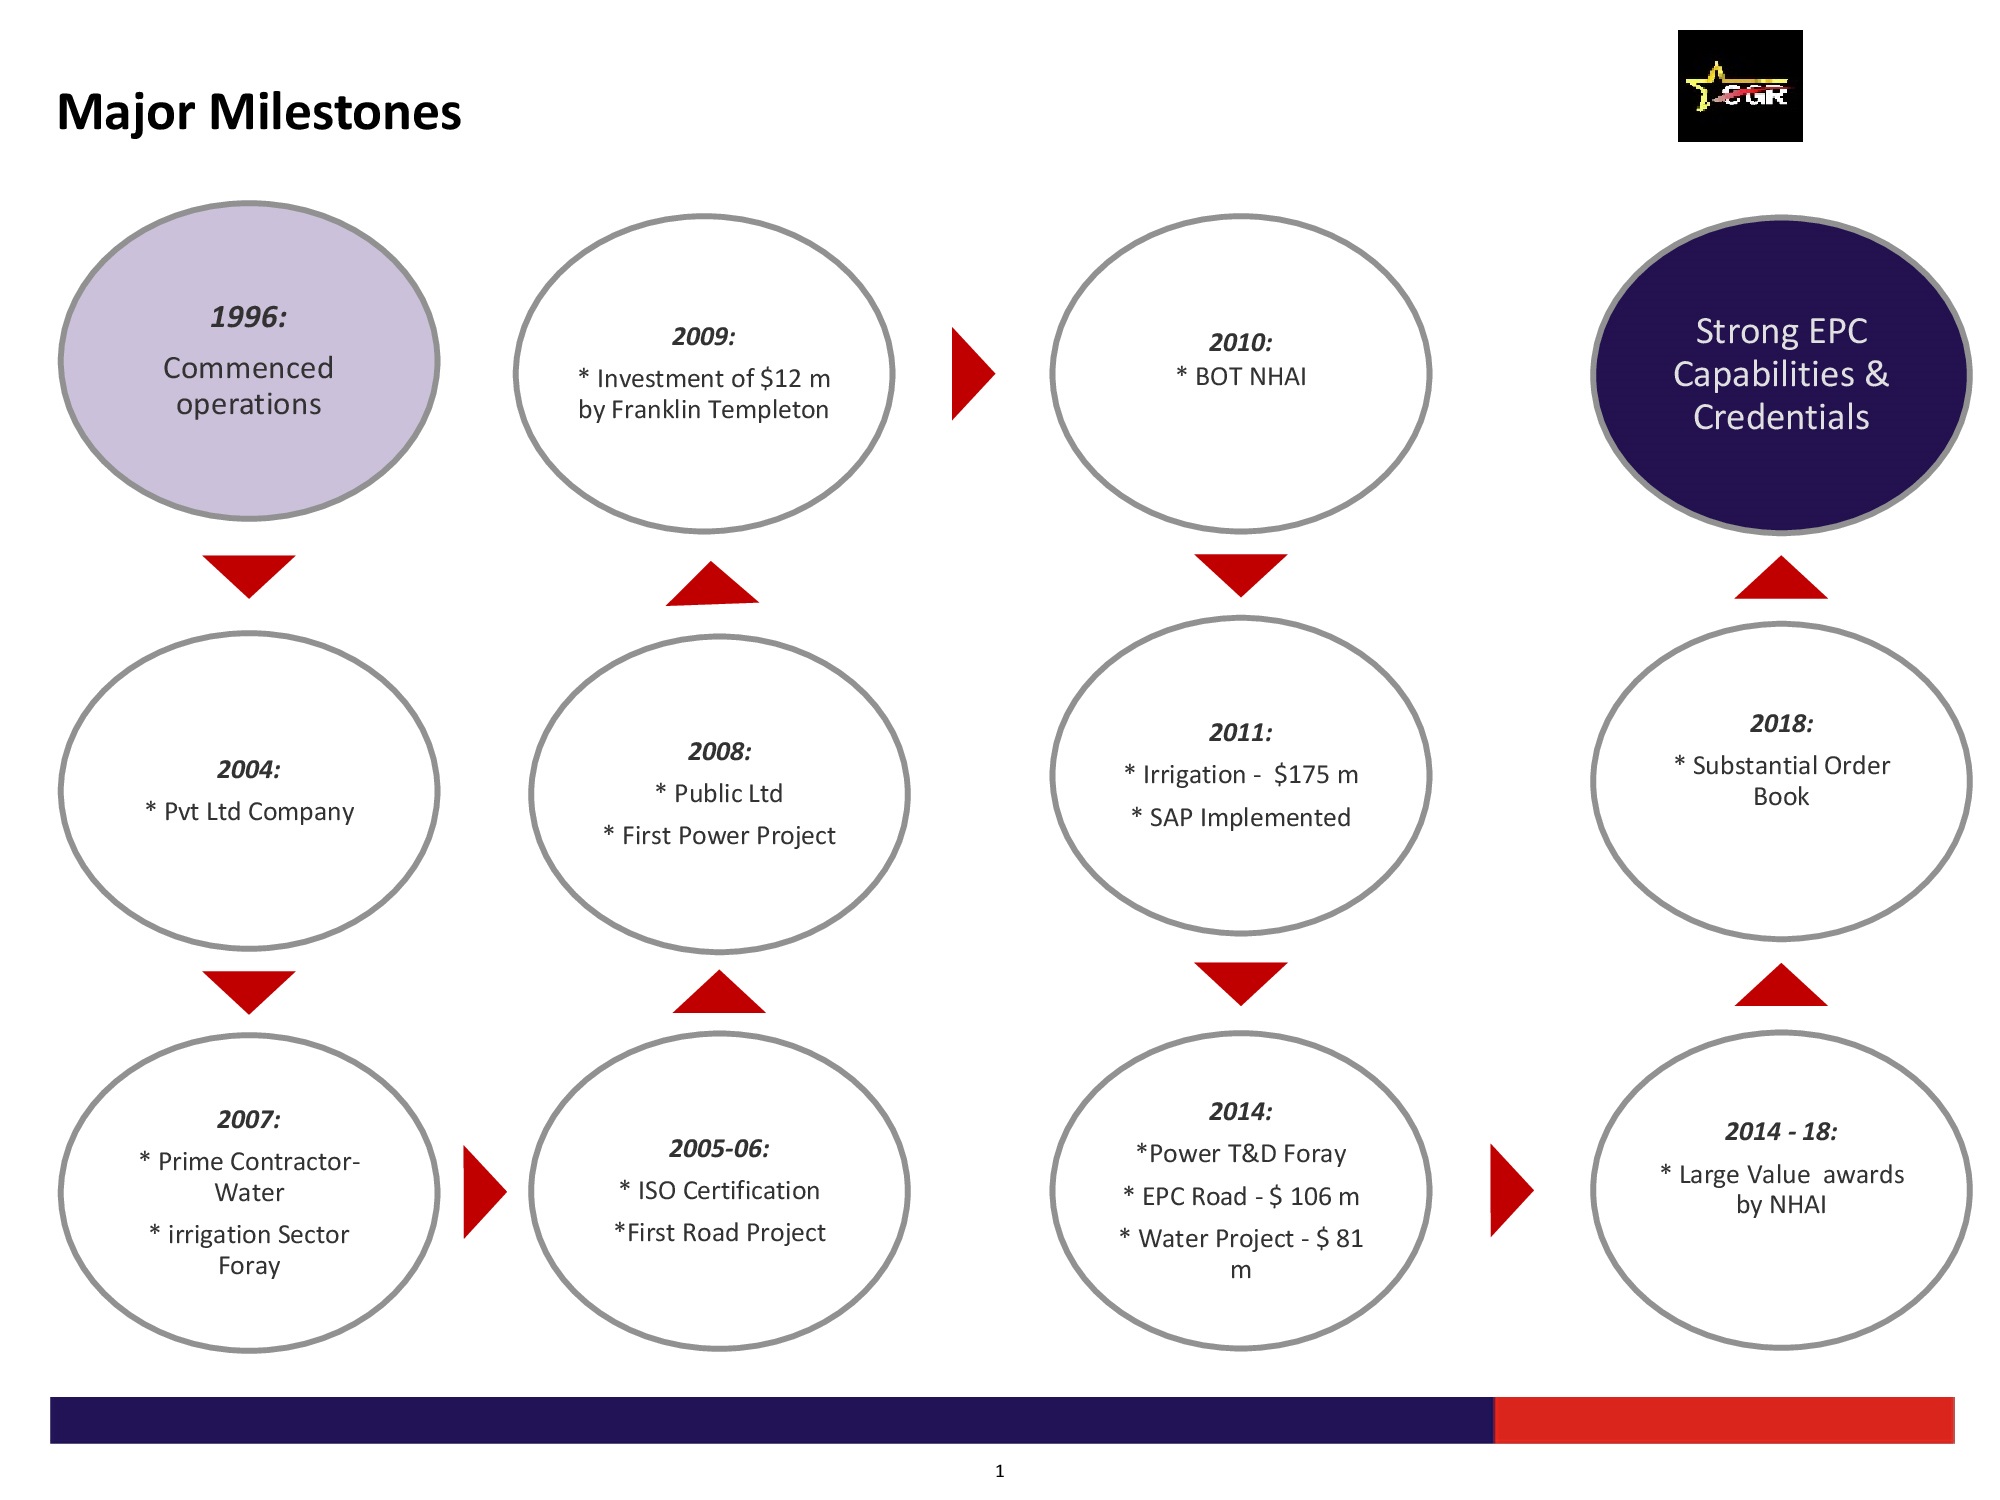 Major Milestones
CGR
1996:
Commenced
operations
2004:
* Pvt Ltd Company
2007:
* Prime Contractor-
Water
* irrigation Sector
Foray
2005-06:
* ISO Certification
*First Road Project
2008:
* Public Ltd
* First Power Project
2009:
* Investment of $12 m
by Franklin Templeton
2010:
* BOT NHAI
2011:
* Irrigation -  $175 m
* SAP Implemented
2014:
*Power T&D Foray
* EPC Road - $ 106 m
* Water Project - $ 81
m
2014 - 18:
* Large Value  awards
by NHAI
2018:
* Substantial Order
Book
Strong EPC
Capabilities &
Credentials
1